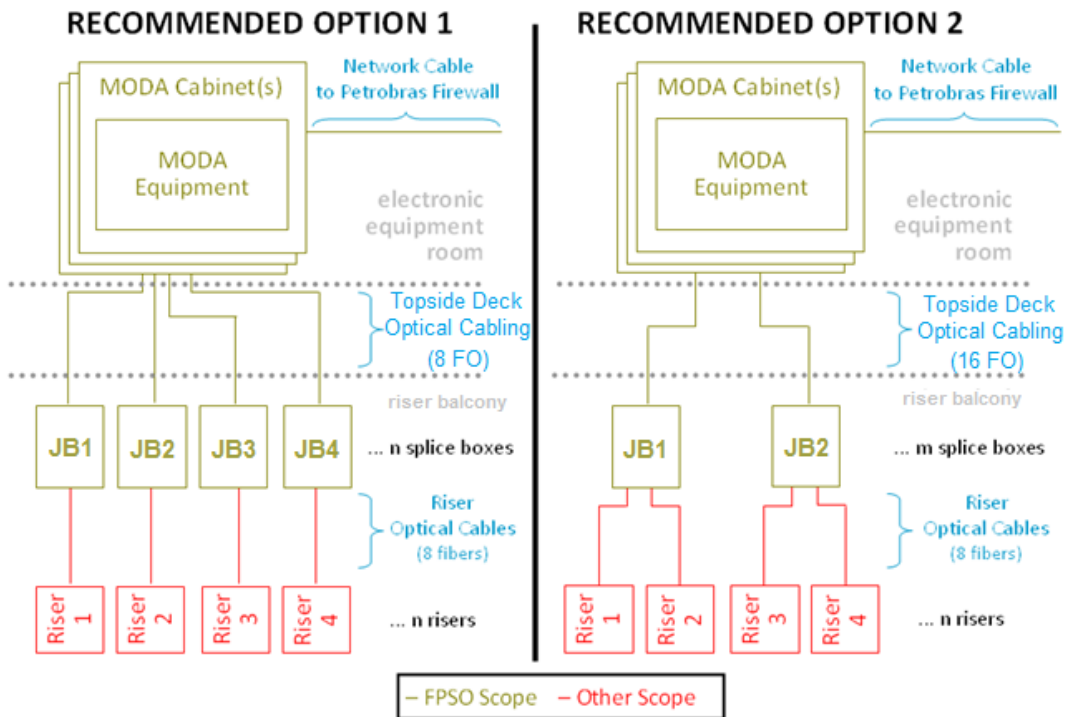 RECOMMENDED OPTION 1
MODA Cabinet(s)
MODA
Equipment
Network Cable
to Petrobras Firewall
electronic
equipment
room
Topside Deck
Optical Cabling
(8 FO)
riser balcony
JB1
JB2
JB3
JB4
... n splice boxes
Riser
Optical Cables
(8 fibers)
Riser 1
Riser 2
Riser 3
Riser 4
... n risers
RECOMMENDED OPTION 2
MODA Cabinet(s)
MODA
Equipment
Network Cable
to Petrobras Firewall
electronic
equipment
room
Topside Deck
Optical Cabling
(16 FO)
riser balcony
JB1
JB2
... m splice boxes
Riser
Optical Cables
(8 fibers)
Riser 1
Riser 2
Riser 3
Riser 4
... n risers
– FPSO Scope – Other Scope